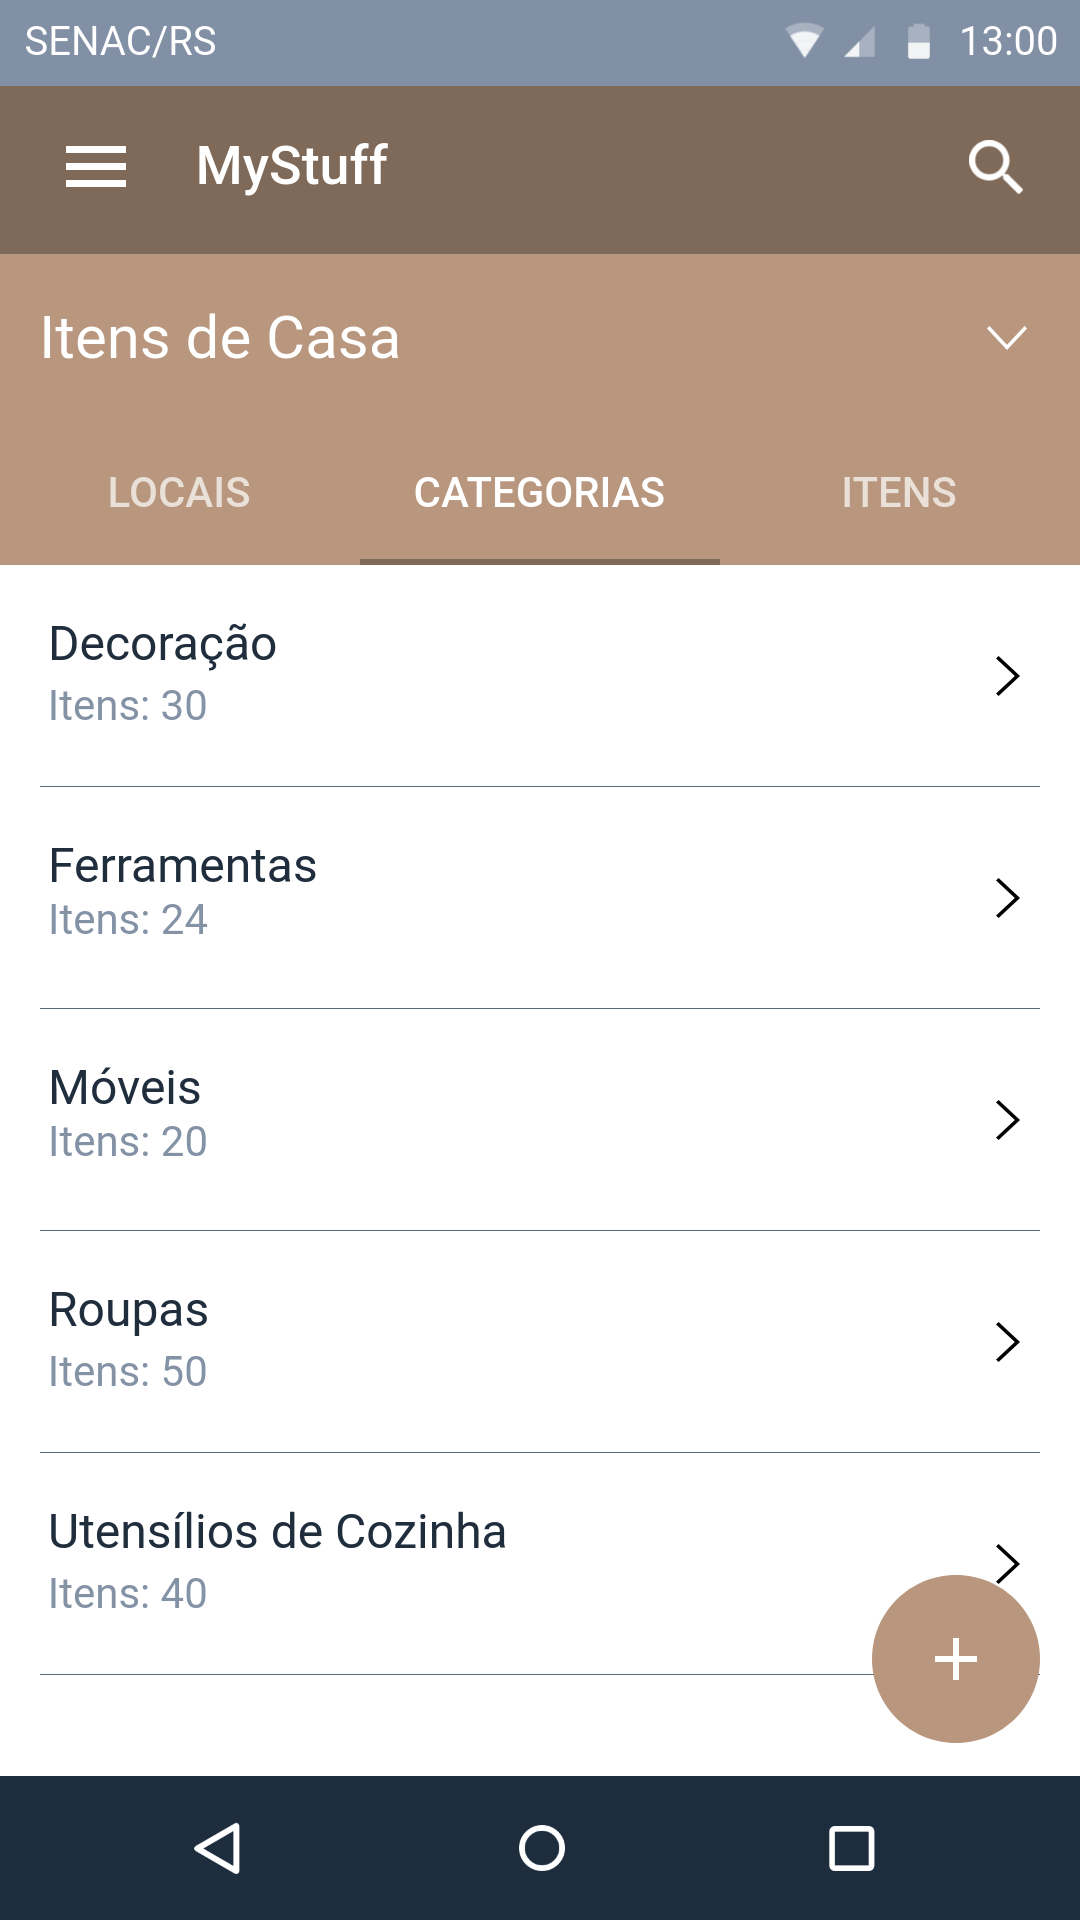 SENAC/RS 13:00
MyStuff
Itens de Casa
LOCAIS CATEGORIAS ITENS
Decoração
Itens: 30
Ferramentas
Itens: 24
Móveis
Itens: 20
Roupas
Itens: 50
Utensílios de Cozinha
Itens: 40